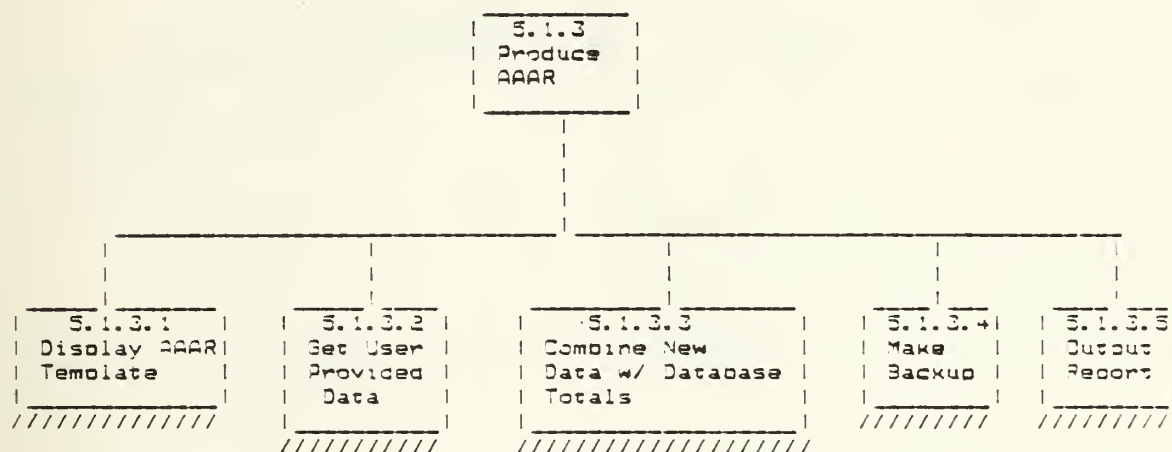 5.1.3
Produce
AAAR
5.1.3.1
Display AAAR
Template
5.1.3.2
Get User
Provided
Data
5.1.3.3
Combine New
Data w/ Database
Totals
5.1.3.4
Make
Backup
5.1.3.5
Output
Report